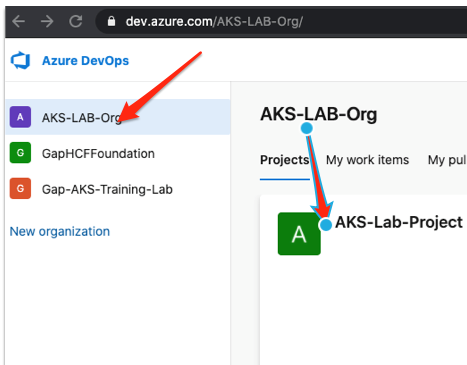 dev.azure.com/AKS-LAB-Org/
Azure DevOps
A AKS-LAB-Org
G GapHCFFoundation
G Gap-AKS-Training-Lab
New organization
AKS-LAB-Org
Projects My work items My pul
A AKS-Lab-Project